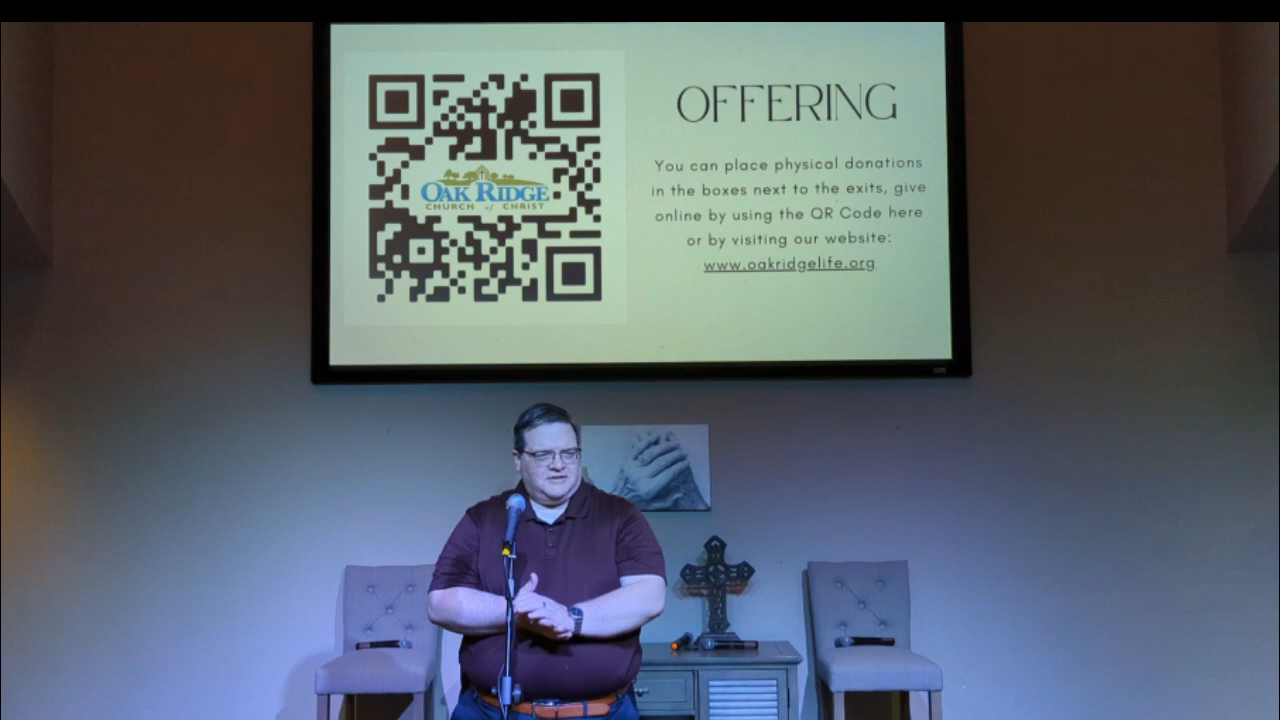 OAK RIDGE
CHURCH of CHRIST
OFFERING
You can place physical donations
in the boxes next to the exits, give
online by using the QR Code here
or by visiting our website:
www.oakridgelife.org